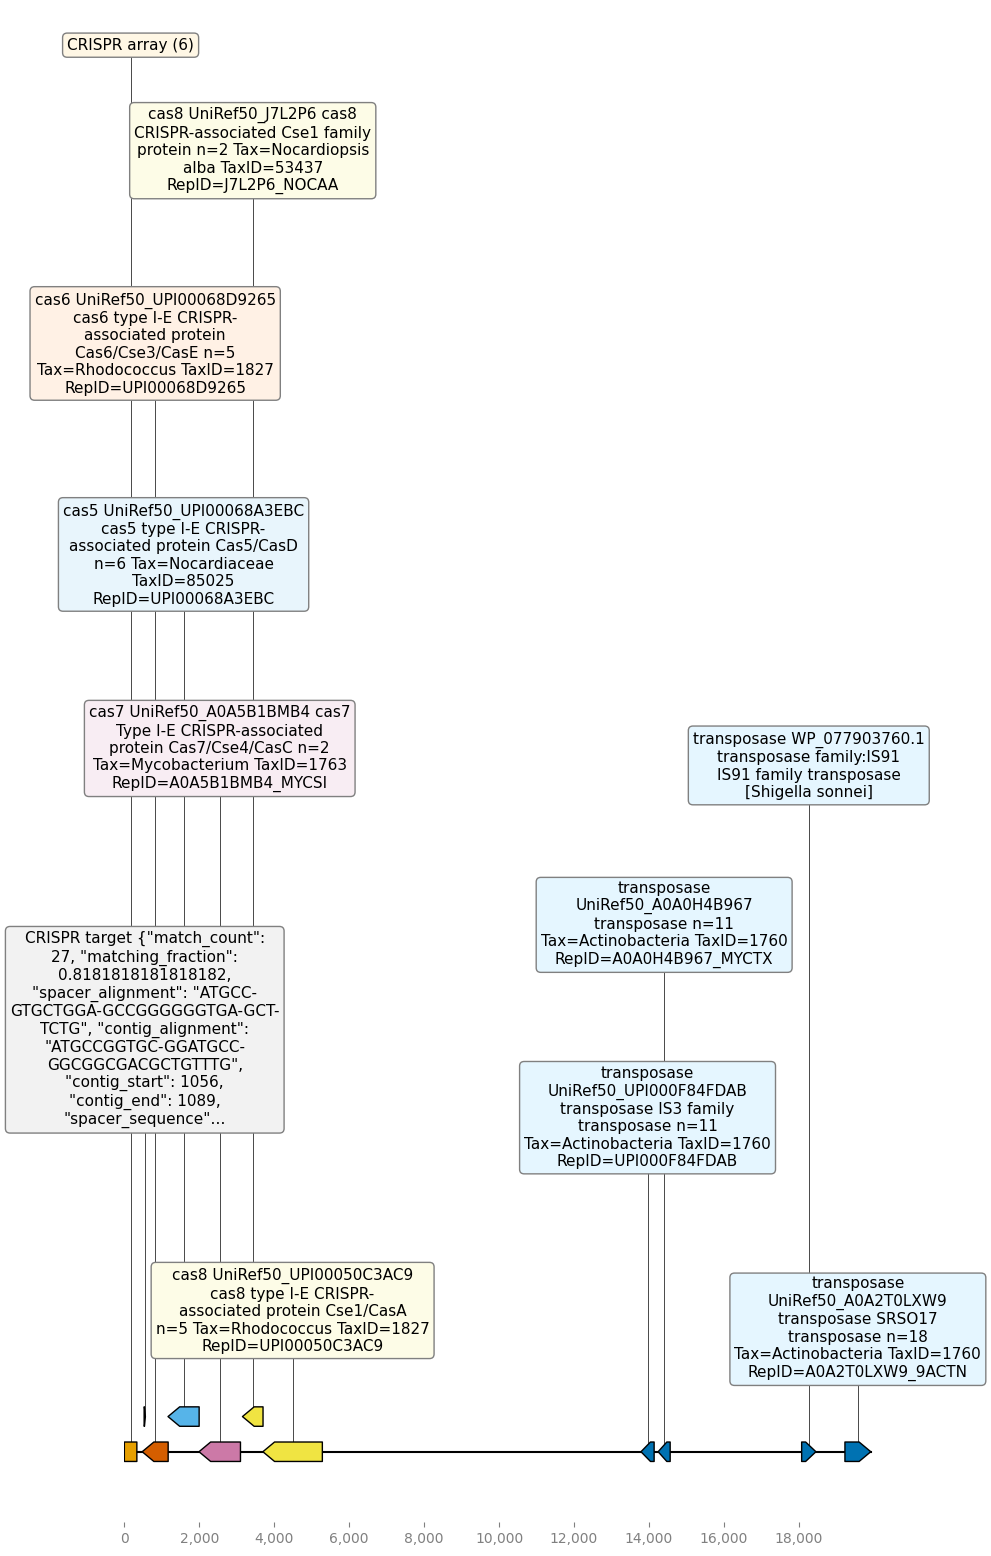 CRISPR array (6)
cas8 UniRef50_J7L2P6 cas8
CRISPR-associated Cse1 family
protein n=2 Tax=Nocardiopsis
alba TaxID=53437
RepID=J7L2P6_NOCAA
cas6 UniRef50_UPI00068D9265
cas6 type I-E CRISPR-
associated protein
Cas6/Cse3/CasE n=5
Tax=Rhodococcus TaxID=1827
RepID=UPI00068D9265
cas5 UniRef50_UPI00068A3EBC
cas5 type I-E CRISPR-
associated protein Cas5/CasD
n=6 Tax=Nocardiaceae
TaxID=85025
RepID=UPI00068A3EBC
cas7 UniRef50_A0A5B1BMB4 cas7
Type I-E CRISPR-associated
protein Cas7/Cse4/CasC n=2
Tax=Mycobacterium TaxID=1763
RepID=A0A5B1BMB4_MYCSI
transposase WP_077903760.1
transposase family:IS91
IS91 family transposase
[Shigella sonnei]
transposase
UniRef50_A0A0H4B967
transposase n=11
Tax=Actinobacteria TaxID=1760
RepID=A0A0H4B967_MYCTX
CRISPR target {"match_count":
27, "matching_fraction":
0.8181818181818182,
"spacer_alignment": "ATGCC-
GTGCTGGA-GCCGGGGGGTGA-GCT-
TCTG", "contig_alignment":
"ATGCCGGTGC-GGATGCC-
GGCGGCGACGCTGTTTG",
"contig_start": 1056,
"contig_end": 1089,
"spacer_sequence"...
transposase
UniRef50_UPI000F84FDAB
transposase IS3 family
transposase n=11
Tax=Actinobacteria TaxID=1760
RepID=UPI000F84FDAB
cas8 UniRef50_UPI00050C3AC9
cas8 type I-E CRISPR-
associated protein Cse1/CasA
n=5 Tax=Rhodococcus TaxID=1827
RepID=UPI00050C3AC9
transposase
UniRef50_A0A2T0LXW9
transposase SRSO17
transposase n=18
Tax=Actinobacteria TaxID=1760
RepID=A0A2T0LXW9_9ACTN
0 2,000 4,000 6,000 8,000 10,000 12,000 14,000 16,000 18,000